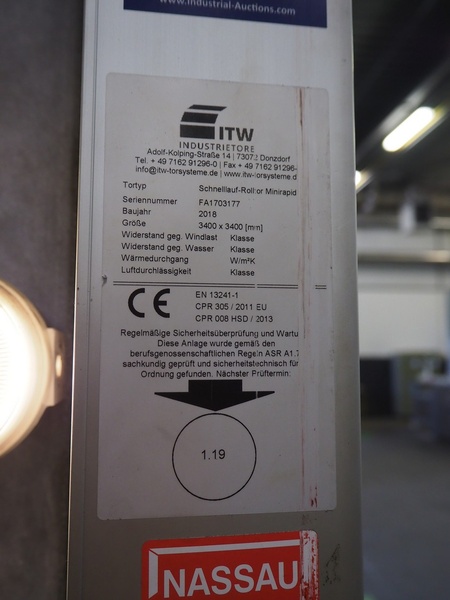 www.Industrial-Auctions.com
ITW
INDUSTRIETORE
Adolf-Kolping-Straße 14 | 73072 Donzdorf
Tel. + 49 7162 91296-0 | Fax + 49 7162 91296-
info@itw-torsysteme.de | www.itw-torsysteme.d
Tortyp Schnelllauf-Rolltor Minirapid
Seriennummer FA1703177
Baujahr 2018
Größe 3400 x 3400 [mm]
Widerstand geg. Windlast Klasse
Widerstand geg. Wasser Klasse
Wärmedurchgang W/m²K
Luftdurchlässigkeit Klasse
CE
EN 13241-1
CPR 305 / 2011 EU
CPR 008 HSD / 2013
Regelmäßige Sicherheitsüberprüfung und Wartu
Diese Anlage wurde gemäß den
berufsgenossenschaftlichen Regeln ASR A1.7
sachkundig geprüft und sicherheitstechnisch für
Ordnung gefunden. Nächster Prüftermin:
1.19
NASSAU